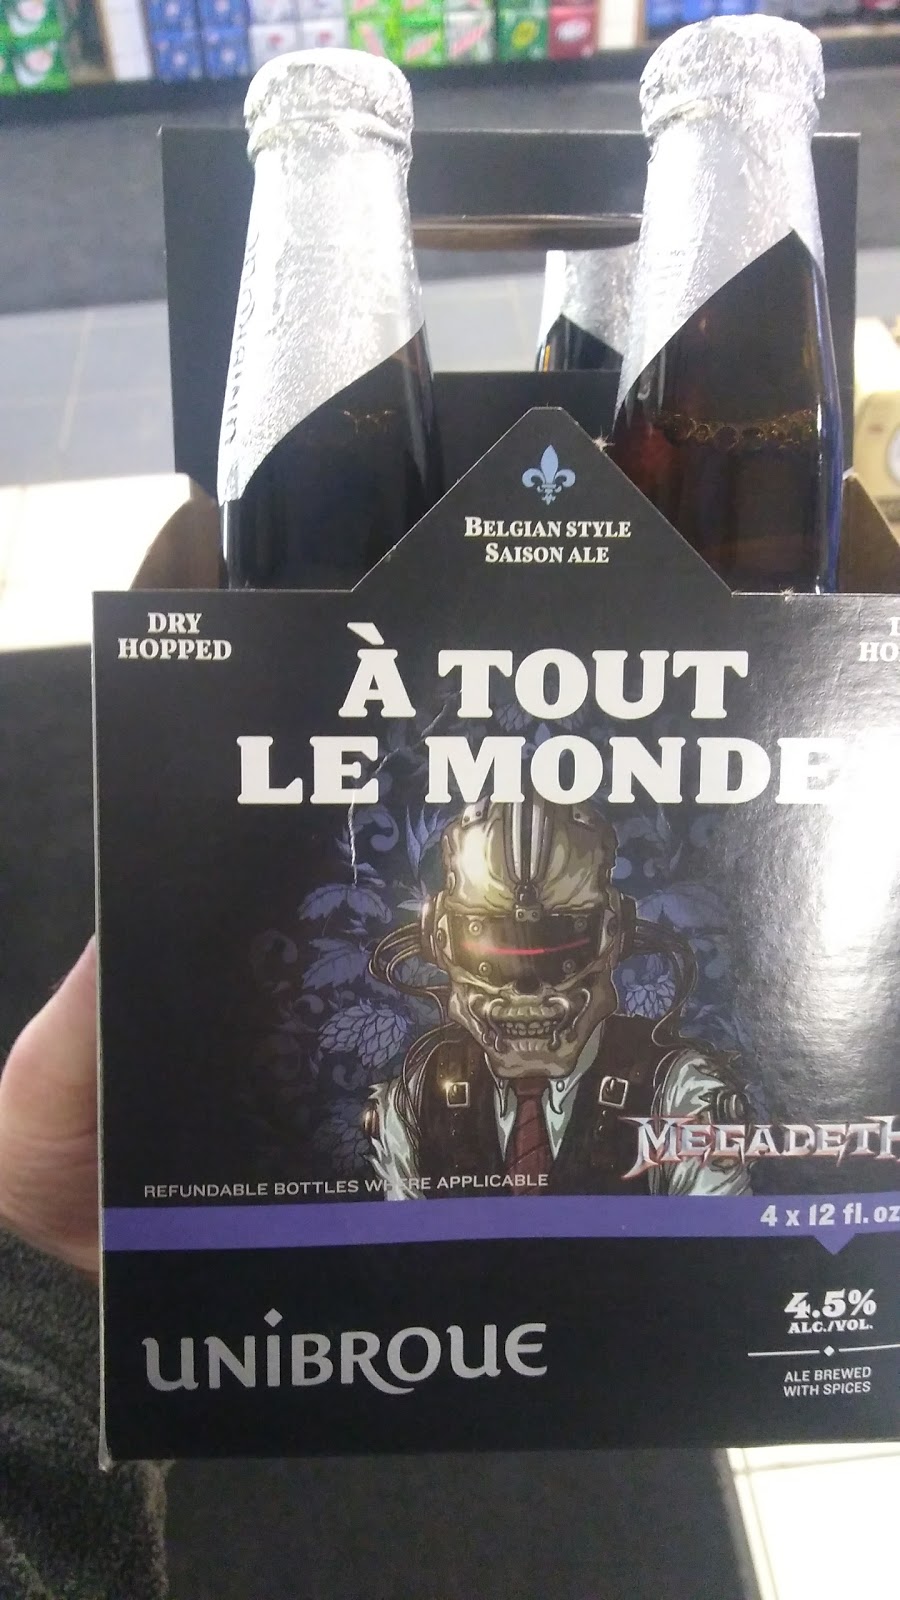 BELGIAN STYLE
SAISON ALE
DRY
HOPPED
À TOUT
LE MONDE
MEGADETH
REFUNDABLE BOTTLES WHERE APPLICABLE
4 x 12 fl. oz
UNIBROUE
4.5%
ALC./VOL.
ALE BREWED
WITH SPICES